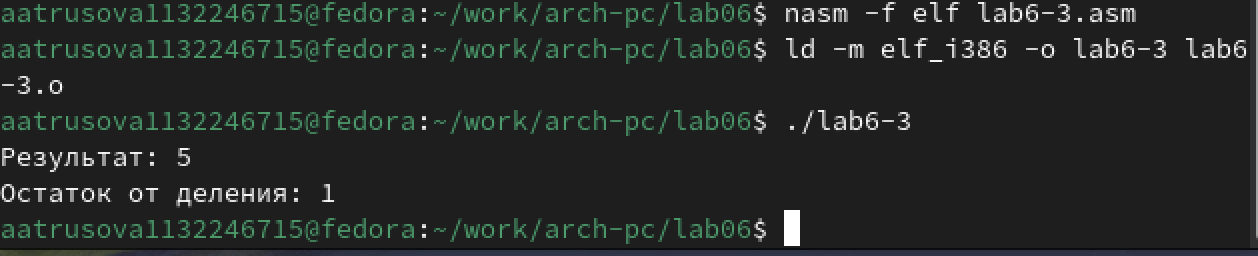 aatrusova1132246715@fedora:~/work/arch-pc/lab06$ nasm -f elf lab6-3.asm
aatrusova1132246715@fedora:~/work/arch-pc/lab06$ ld -m elf_i386 -o lab6-3 lab6
-3.o
aatrusova1132246715@fedora:~/work/arch-pc/lab06$ ./lab6-3
Результат: 5
Остаток от деления: 1
aatrusova1132246715@fedora:~/work/arch-pc/lab06$